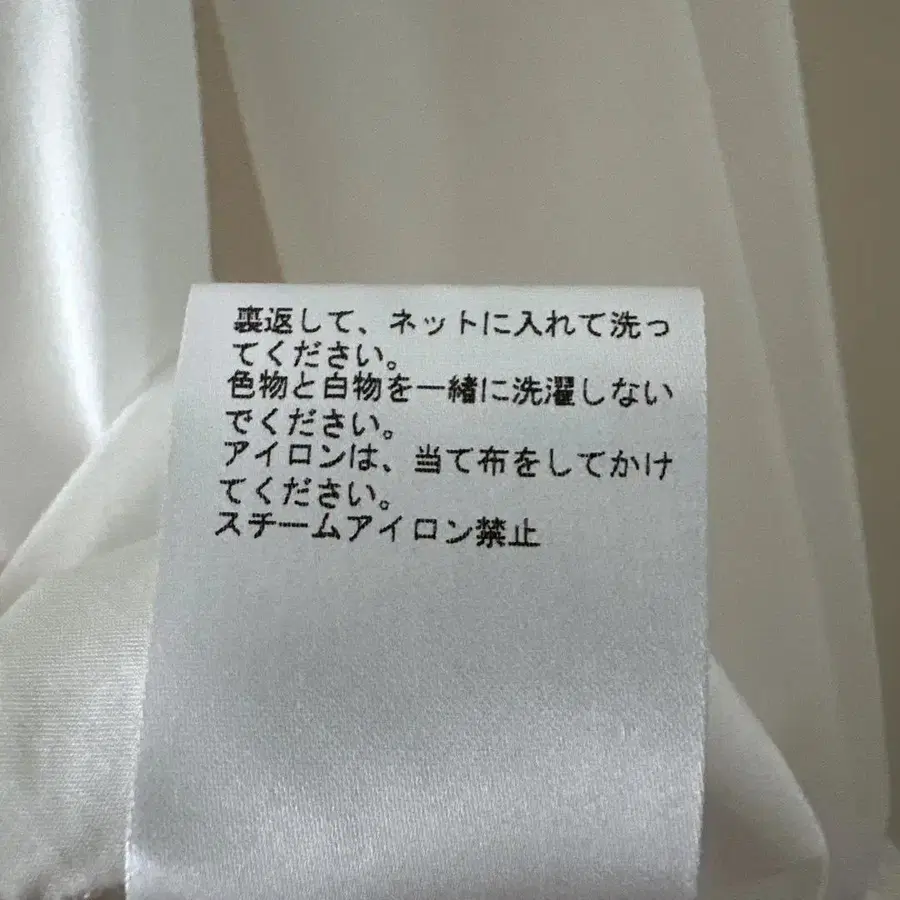 裏返して、ネットに入れて洗っ
てください。
色物と白物を一緒に洗濯しない
でください。
アイロンは、当て布をしてかけ
てください。
スチームアイロン禁止